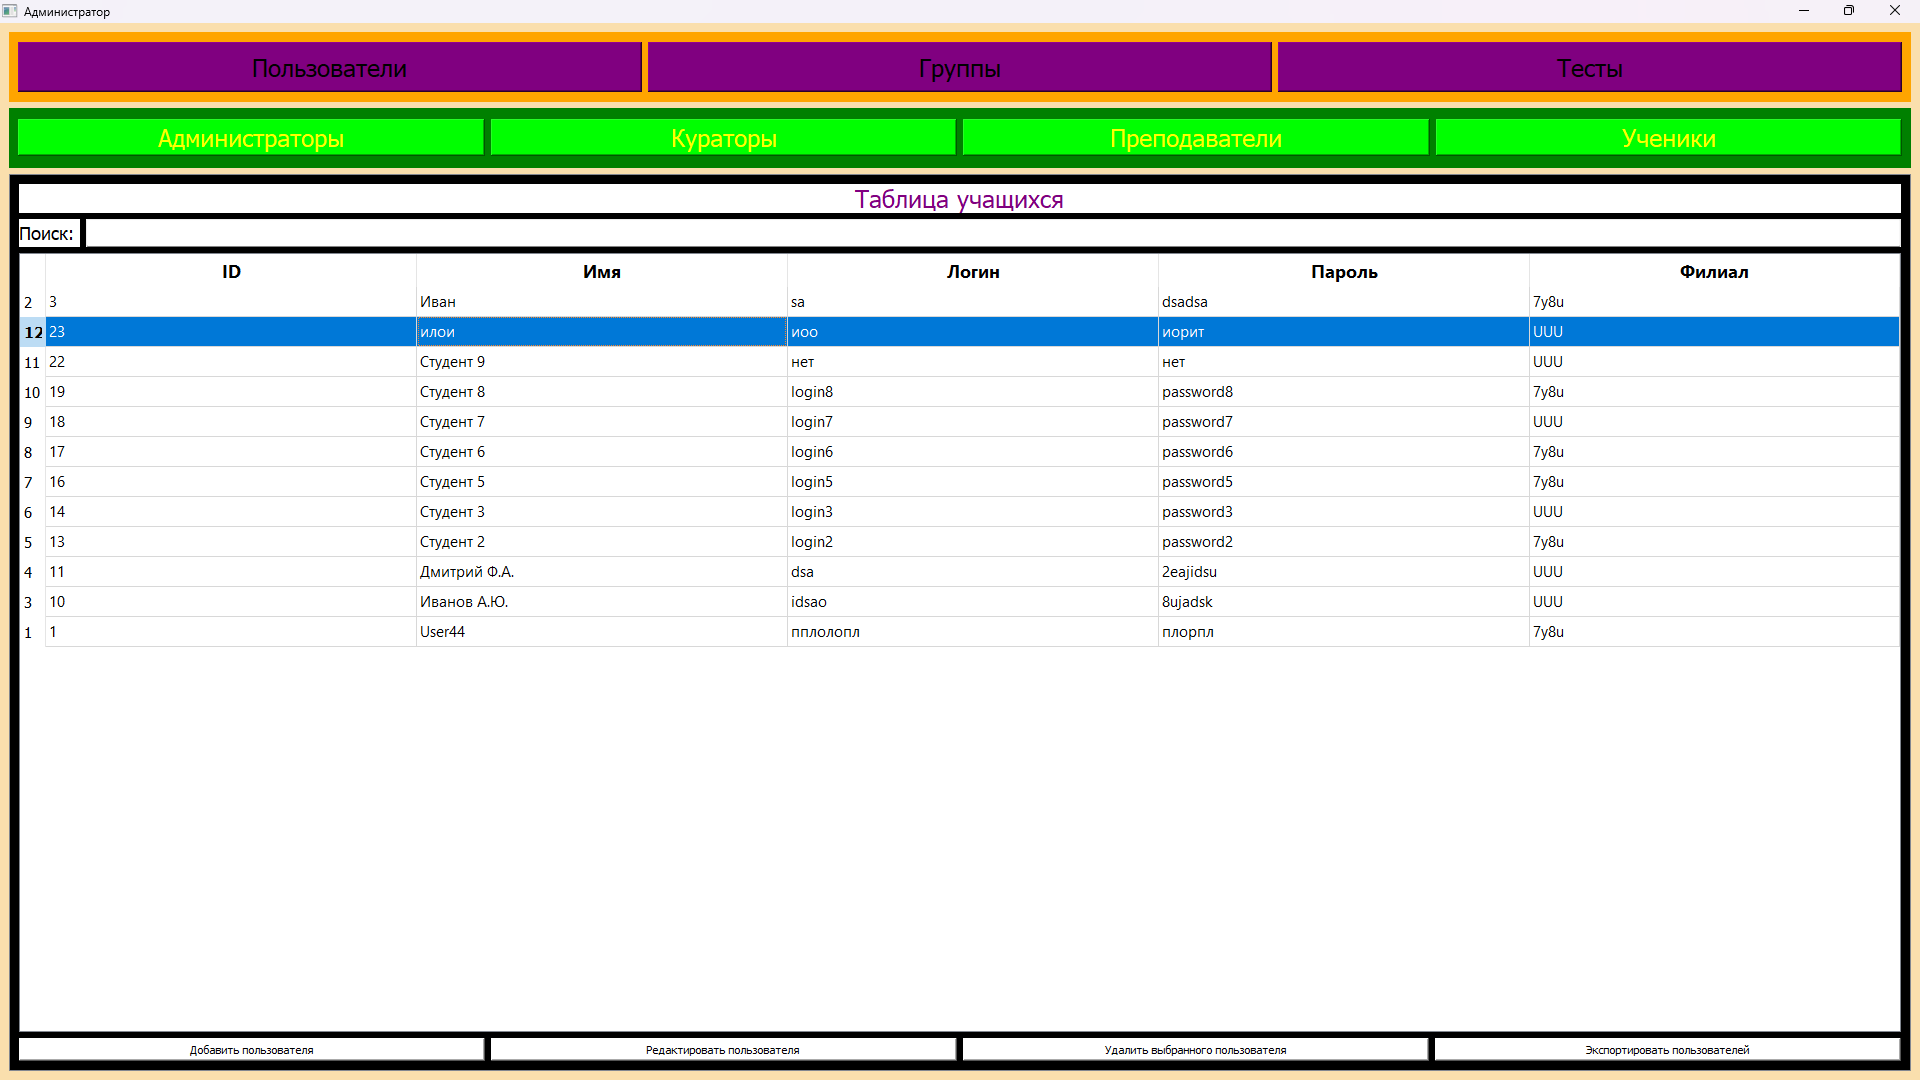 Администратор
Пользователи Группы Тесты
Администраторы Кураторы Преподаватели Ученики
Таблица учащихся
Поиск:
ID Имя Логин Пароль Филиал
2 3 Иван sa dsadsa 7y8u
12 23 илои иоо иорит UUU
11 22 Студент 9 нет нет UUU
10 19 Студент 8 login8 password8 7y8u
9 18 Студент 7 login7 password7 UUU
8 17 Студент 6 login6 password6 7y8u
7 16 Студент 5 login5 password5 7y8u
6 14 Студент 3 login3 password3 UUU
5 13 Студент 2 login2 password2 7y8u
4 11 Дмитрий Ф.А. dsa 2eajidsu UUU
3 10 Иванов А.Ю. idsao 8ujadsk UUU
1 1 User44 пплолопл плорпл 7y8u
Добавить пользователя Редактировать пользователя Удалить выбранного пользователя Экспортировать пользователей